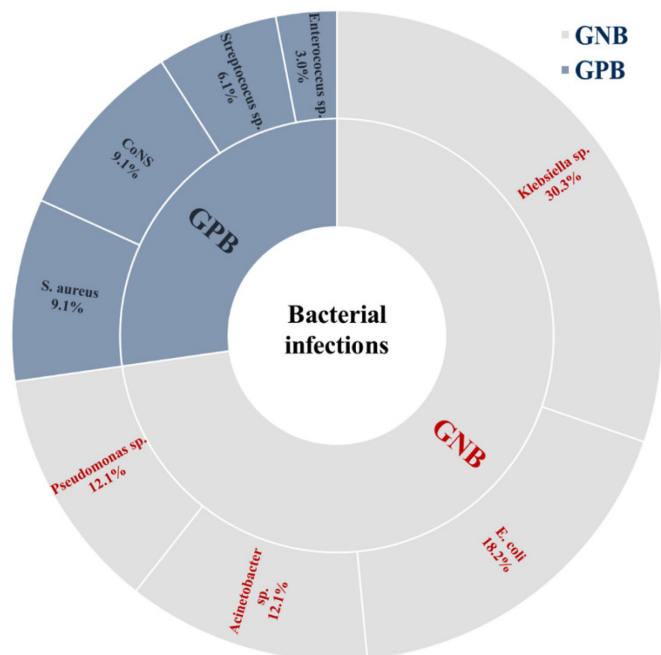 GNB
GPB
Enterococcus sp.
3.0%
Streptococus sp.
6.1%
CoNS
9.1%
S. aureus
9.1%
GPB
Klebsiella sp.
30.3%
Bacterial
infections
GNB
Pseudomonas sp.
12.1%
Acinetobacter
sp.
12.1%
E. coli
18.2%